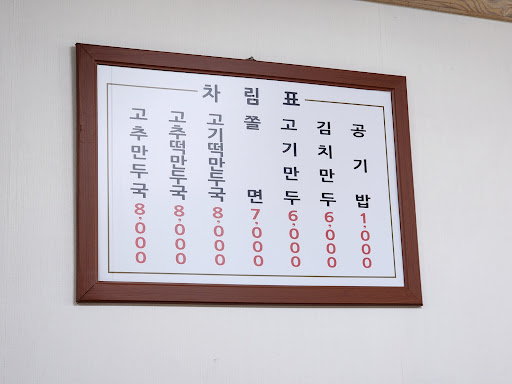 차림표
고추만두국 8,000
고추떡만두국 8,000
고기떡만두국 8,000
쫄면 7,000
고기만두 6,000
김치만두 6,000
공기밥 1,000